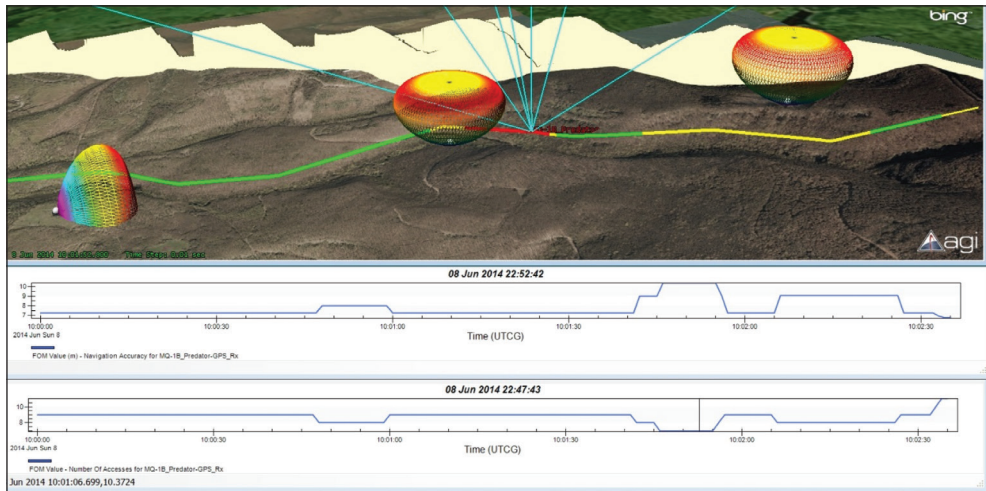 bing™
Predator
agi
08 Jun 2014 22:52:42
10
9
8
7
10:00:00 10:00:30 10:01:00 10:01:30 10:02:00 10:02:30
2014 Jun Sun 8
Time (UTCG)
FOM Value (m) - Navigation Accuracy for MQ-1B_Predator-GPS_Rx
08 Jun 2014 22:47:43
10
8
10:00:00 10:00:30 10:01:00 10:01:30 10:02:00 10:02:30
2014 Jun Sun 8
Time (UTCG)
FOM Value - Number Of Accesses for MQ-1B_Predator-GPS_Rx
Jun 2014 10:01:06.699,10.3724